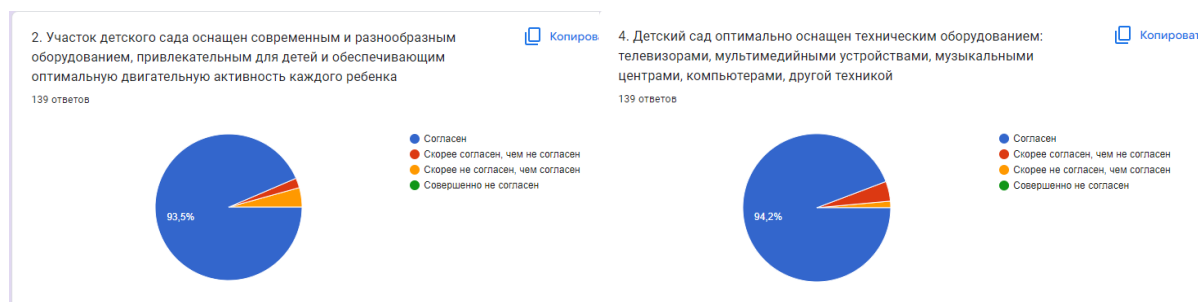 2. Участок детского сада оснащен современным и разнообразным
оборудованием, привлекательным для детей и обеспечивающим
оптимальную двигательную активность каждого ребенка
Копирова
139 ответов
Согласен
Скорее согласен, чем не согласен
Скорее не согласен, чем согласен
Совершенно не согласен
93,5%
4. Детский сад оптимально оснащен техническим оборудованием:
телевизорами, мультимедийными устройствами, музыкальными
центрами, компьютерами, другой техникой
Копироват
139 ответов
Согласен
Скорее согласен, чем не согласен
Скорее не согласен, чем согласен
Совершенно не согласен
94,2%